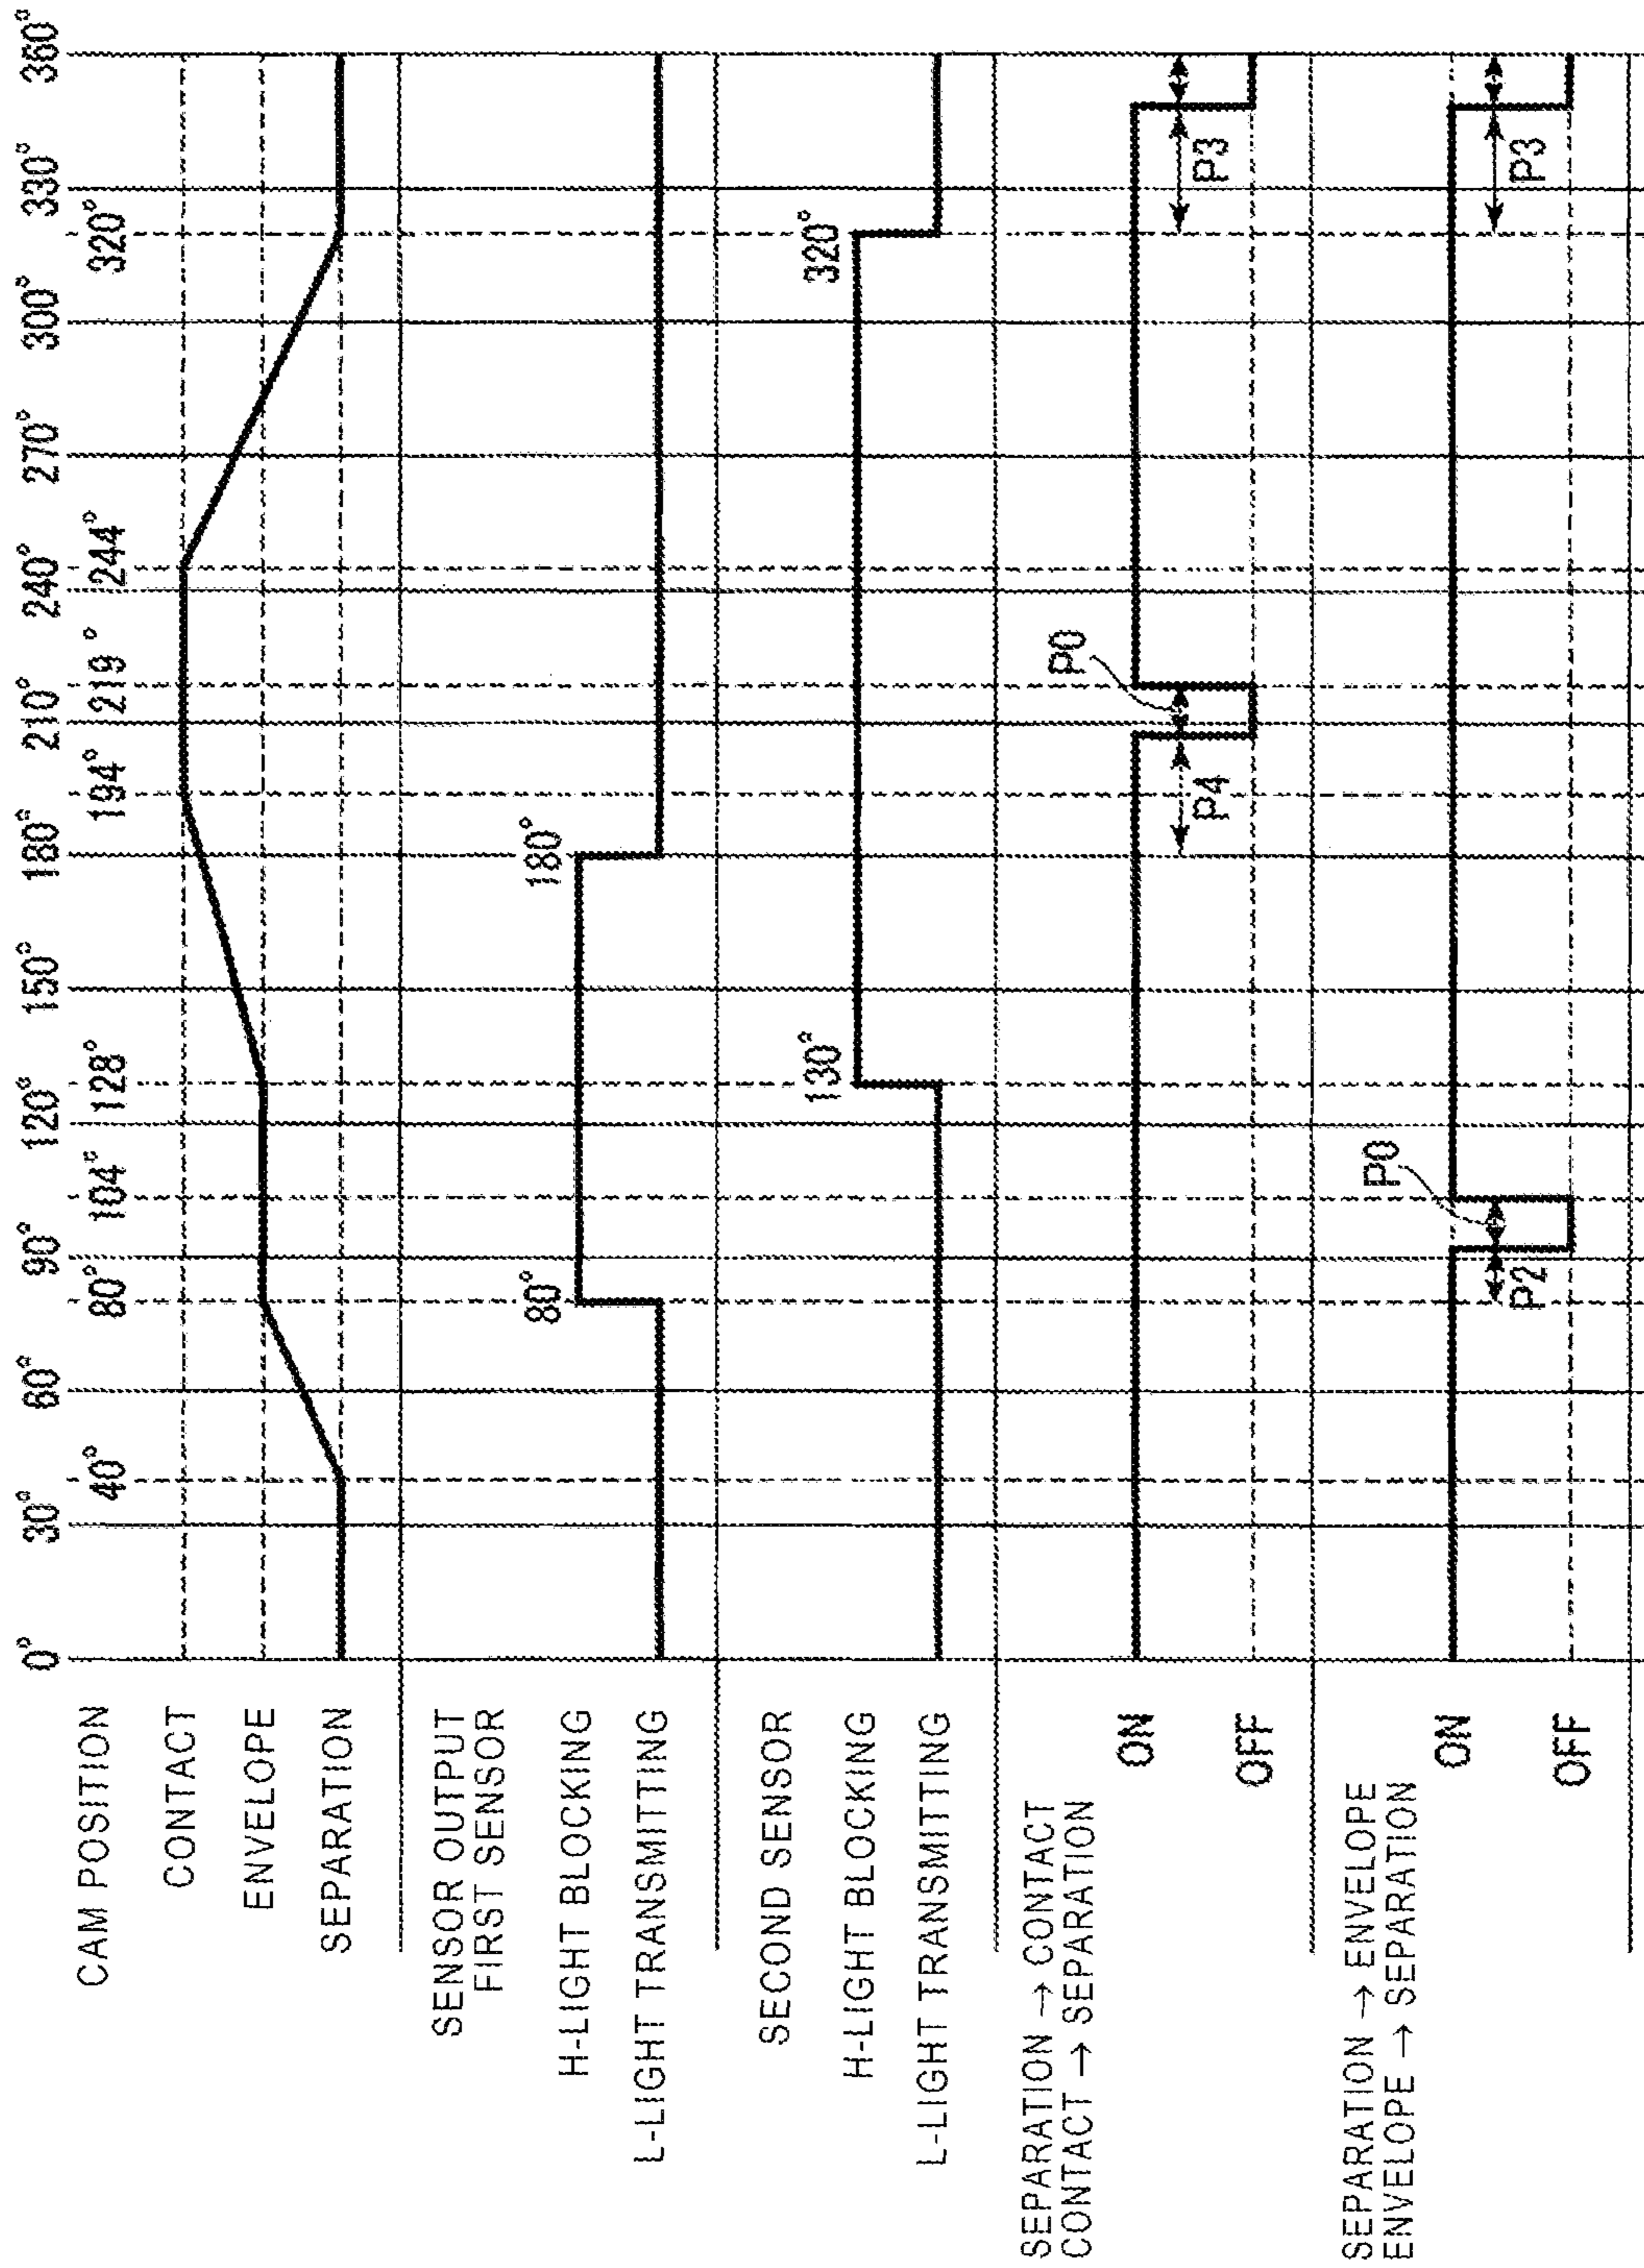 0° 30° 60° 90° 120° 150° 180° 210° 240° 270° 300° 330° 360°
CAM POSITION 40° 80° 104° 128° 194° 219° 244° 320°
CONTACT
ENVELOPE
SEPARATION
SENSOR OUTPUT
FIRST SENSOR
80° 180°
H-LIGHT BLOCKING
L-LIGHT TRANSMITTING
SECOND SENSOR
130° 320°
H-LIGHT BLOCKING
L-LIGHT TRANSMITTING
SEPARATION → CONTACT
CONTACT → SEPARATION
P0
ON
P4 P3
OFF
SEPARATION → ENVELOPE
ENVELOPE → SEPARATION
P0
ON
P2 P3
OFF